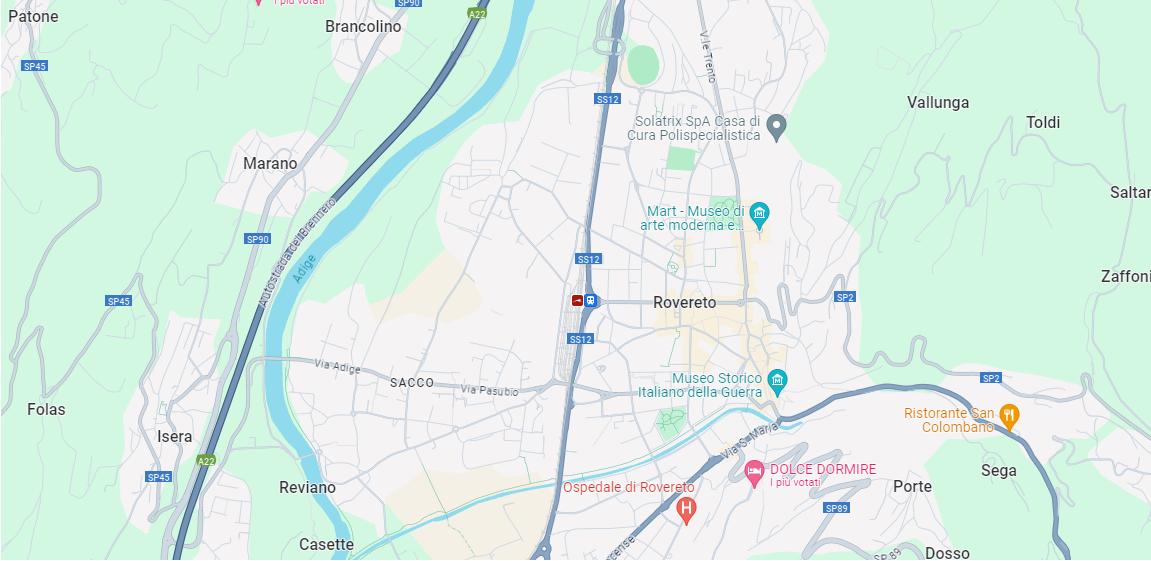 I più votati
SP90
Patone
A22
Brancolino
V.le Trento
SP45
SS12
Vallunga
Solatrix SpA Casa di
Cura Polispecialistica
Toldi
Marano
Saltar
Mart - Museo di
arte moderna e...
SP90
Autostrada del Brennero
Adige
SS12
Zaffoni
SP45
SP2
Rovereto
SS12
Via Adige
SACCO
Via Pasubio
Museo Storico
Italiano della Guerra
SP2
Folas
Ristorante San
Colombano
Isera
Via S. Maria
A22
SP45
DOLCE DORMIRE
I più votati
Sega
Reviano
Ospedale di Rovereto
Porte
SP89
Casette
SP 89
Dosso